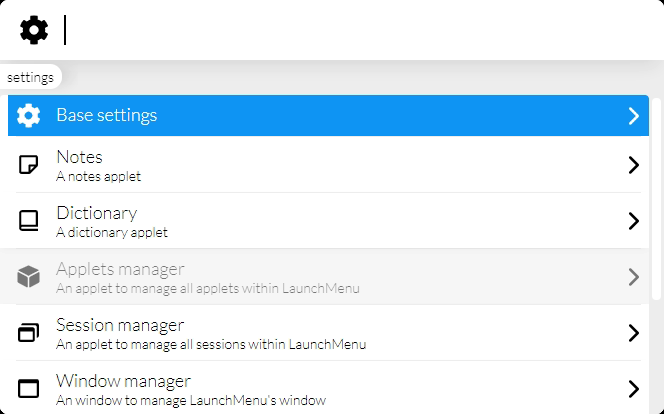 settings
Base settings
Notes
A notes applet
Dictionary
A dictionary applet
Applets manager
An applet to manage all applets within LaunchMenu
Session manager
An applet to manage all sessions within LaunchMenu
Window manager
An window to manage LaunchMenu's window